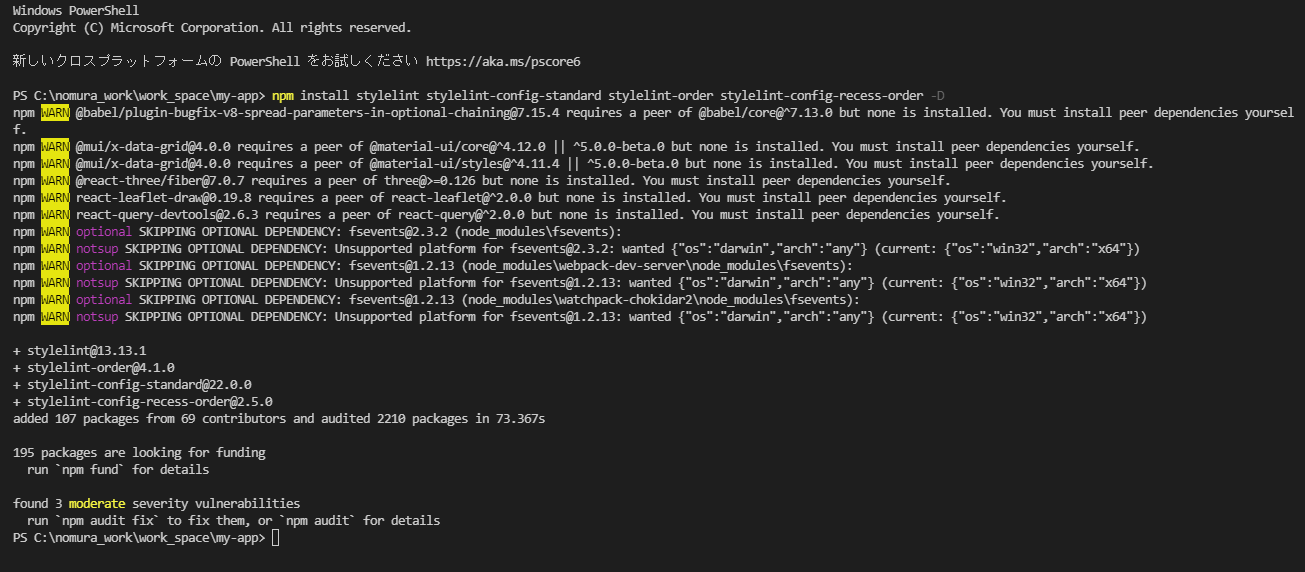 Windows PowerShell
Copyright (C) Microsoft Corporation. All rights reserved.
新しいクロスプラットフォームの PowerShell をお試しください https://aka.ms/pscore6
PS C:\nomura_work\work_space\my-app> npm install stylelint stylelint-config-standard stylelint-order stylelint-config-recess-order -D
npm WARN @babel/plugin-bugfix-v8-spread-parameters-in-optional-chaining@7.15.4 requires a peer of @babel/core@^7.13.0 but none is installed. You must install peer dependencies yoursel
f.
npm WARN @mui/x-data-grid@4.0.0 requires a peer of @material-ui/core@^4.12.0 || ^5.0.0-beta.0 but none is installed. You must install peer dependencies yourself.
npm WARN @mui/x-data-grid@4.0.0 requires a peer of @material-ui/styles@^4.11.4 || ^5.0.0-beta.0 but none is installed. You must install peer dependencies yourself.
npm WARN @react-three/fiber@7.0.7 requires a peer of three@>=0.126 but none is installed. You must install peer dependencies yourself.
npm WARN react-leaflet-draw@0.19.8 requires a peer of react-leaflet@^2.0.0 but none is installed. You must install peer dependencies yourself.
npm WARN react-query-devtools@2.6.3 requires a peer of react-query@^2.0.0 but none is installed. You must install peer dependencies yourself.
npm WARN optional SKIPPING OPTIONAL DEPENDENCY: fsevents@2.3.2 (node_modules\fsevents):
npm WARN notsup SKIPPING OPTIONAL DEPENDENCY: Unsupported platform for fsevents@2.3.2: wanted {"os":"darwin","arch":"any"} (current: {"os":"win32","arch":"x64"})
npm WARN optional SKIPPING OPTIONAL DEPENDENCY: fsevents@1.2.13 (node_modules\webpack-dev-server\node_modules\fsevents):
npm WARN notsup SKIPPING OPTIONAL DEPENDENCY: Unsupported platform for fsevents@1.2.13: wanted {"os":"darwin","arch":"any"} (current: {"os":"win32","arch":"x64"})
npm WARN optional SKIPPING OPTIONAL DEPENDENCY: fsevents@1.2.13 (node_modules\watchpack-chokidar2\node_modules\fsevents):
npm WARN notsup SKIPPING OPTIONAL DEPENDENCY: Unsupported platform for fsevents@1.2.13: wanted {"os":"darwin","arch":"any"} (current: {"os":"win32","arch":"x64"})
+ stylelint@13.13.1
+ stylelint-order@4.1.0
+ stylelint-config-standard@22.0.0
+ stylelint-config-recess-order@2.5.0
added 107 packages from 69 contributors and audited 2210 packages in 73.367s
195 packages are looking for funding
  run `npm fund` for details
found 3 moderate severity vulnerabilities
  run `npm audit fix` to fix them, or `npm audit` for details
PS C:\nomura_work\work_space\my-app>